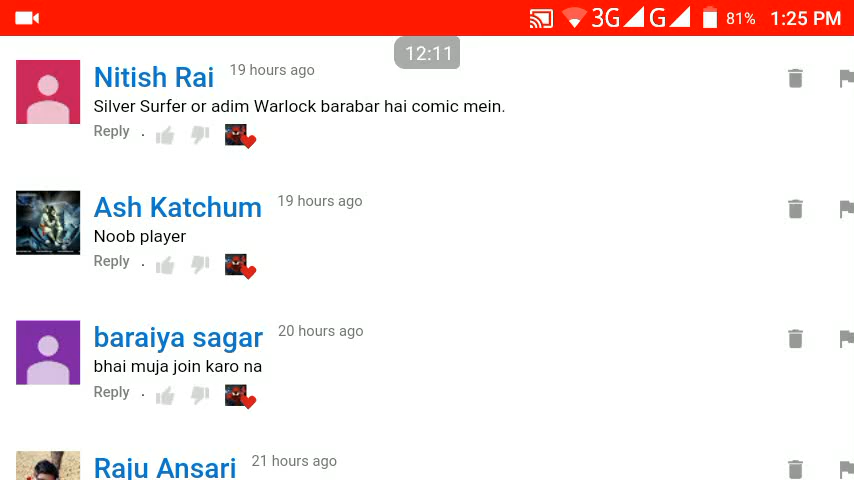 3G G 81% 1:25 PM
12:11
Nitish Rai 19 hours ago
Silver Surfer or adim Warlock barabar hai comic mein.
Reply .
Ash Katchum 19 hours ago
Noob player
Reply .
baraiya sagar 20 hours ago
bhai muja join karo na
Reply .
Raju Ansari 21 hours ago